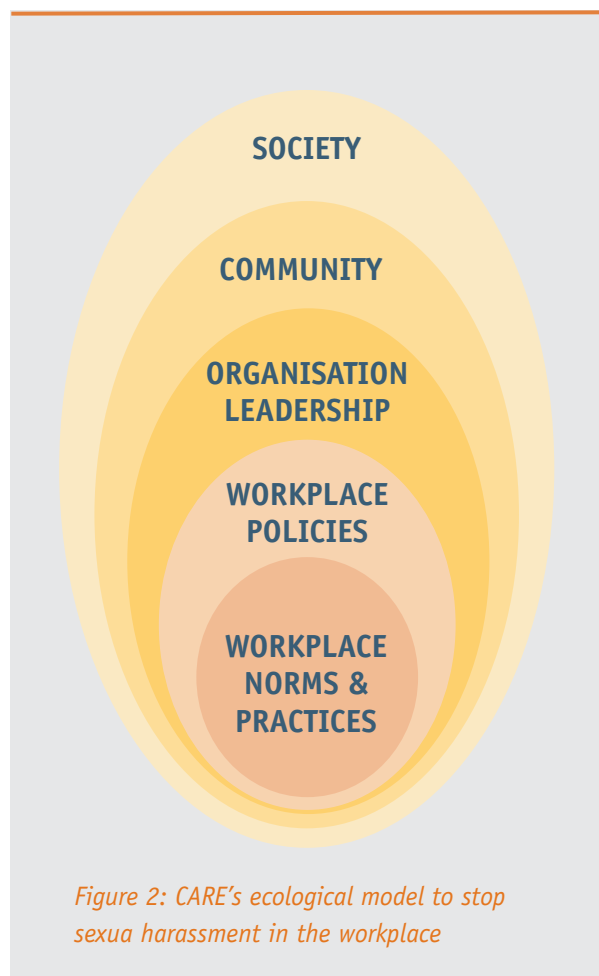 SOCIETY
COMMUNITY
ORGANISATION
LEADERSHIP
WORKPLACE
POLICIES
WORKPLACE
NORMS &
PRACTICES
Figure 2: CARE's ecological model to stop
sexua harassment in the workplace